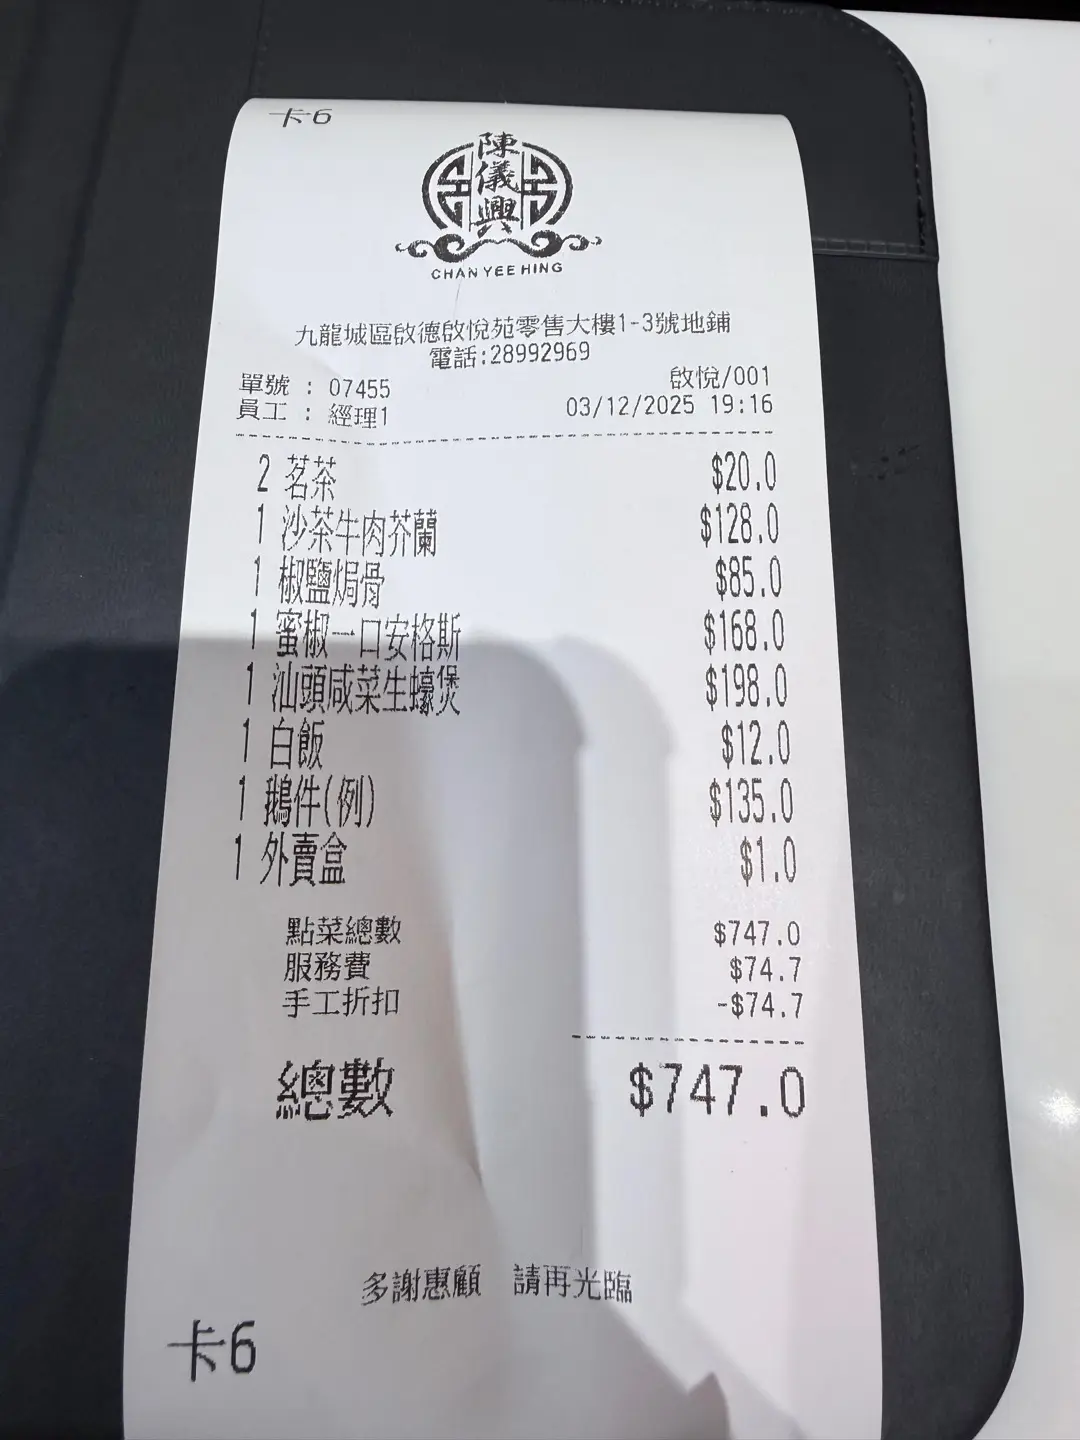 卡6
陳儀興
CHAN YEE HING
九龍城區啟德啟悅苑零售大樓1-3號地鋪
電話:28992969
單號 : 07455 啟悅/001
員工 : 經理1 03/12/2025 19:16
2 茗茶 $20.0
1 沙茶牛肉芥蘭 $128.0
1 椒鹽焗骨 $85.0
1 蜜椒一口安格斯 $168.0
1 汕頭咸菜生蠔煲 $198.0
1 白飯 $12.0
1 鵝件(例) $135.0
1 外賣盒 $1.0
點菜總數 $747.0
服務費 $74.7
手工折扣 -$74.7
總數 $747.0
多謝惠顧 請再光臨
卡6